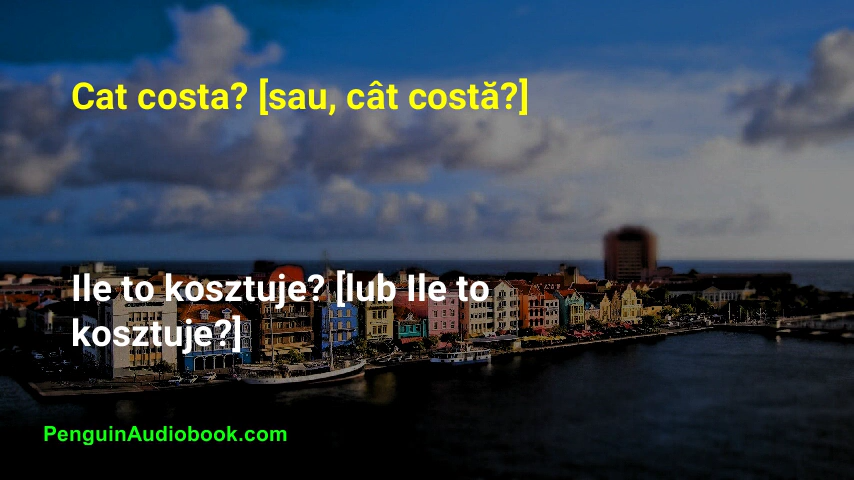 Cat costa? [sau, cât costă?]
Ile to kosztuje? [lub Ile to
kosztuje?]
PenguinAudiobook.com